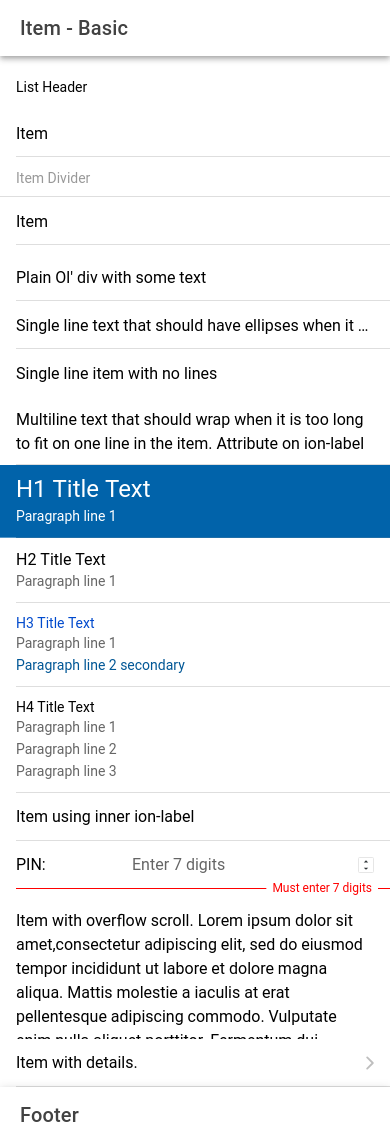 Item - Basic
List Header
Item
Item Divider
Item
Plain Ol' div with some text
Single line text that should have ellipses when it ...
Single line item with no lines
Multiline text that should wrap when it is too long
to fit on one line in the item. Attribute on ion-label
H1 Title Text
Paragraph line 1
H2 Title Text
Paragraph line 1
H3 Title Text
Paragraph line 1
Paragraph line 2 secondary
H4 Title Text
Paragraph line 1
Paragraph line 2
Paragraph line 3
Item using inner ion-label
PIN: Enter 7 digits
Must enter 7 digits
Item with overflow scroll. Lorem ipsum dolor sit
amet,consectetur adipiscing elit, sed do eiusmod
tempor incididunt ut labore et dolore magna
aliqua. Mattis molestie a iaculis at erat
pellentesque adipiscing commodo. Vulputate
enim nulla aliquet porttitor. Fermentum dui
Item with details.
Footer